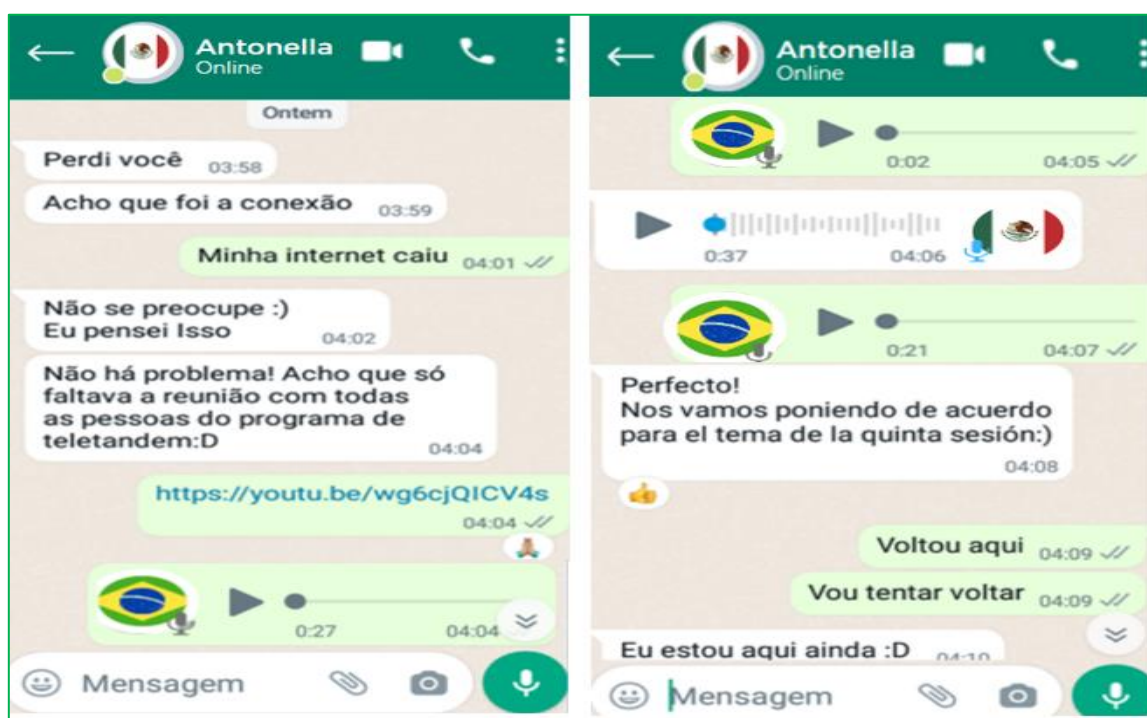 Antonella
Online
Ontem
Perdi você 03:58
Acho que foi a conexão 03:59
Minha internet caiu 04:01
Não se preocupe :)
Eu pensei Isso 04:02
Não há problema! Acho que só
faltava a reunião com todas
as pessoas do programa de
teletandem:D 04:04
https://youtu.be/wg6cjQICV4s
04:04
0:27 04:04
Mensagem
Antonella
Online
0:02 04:05
0:37 04:06
0:21 04:07
Perfecto!
Nos vamos poniendo de acuerdo
para el tema de la quinta sesión:)
04:08
Voltou aqui 04:09
Vou tentar voltar 04:09
Eu estou aqui ainda :D 04:10
Mensagem